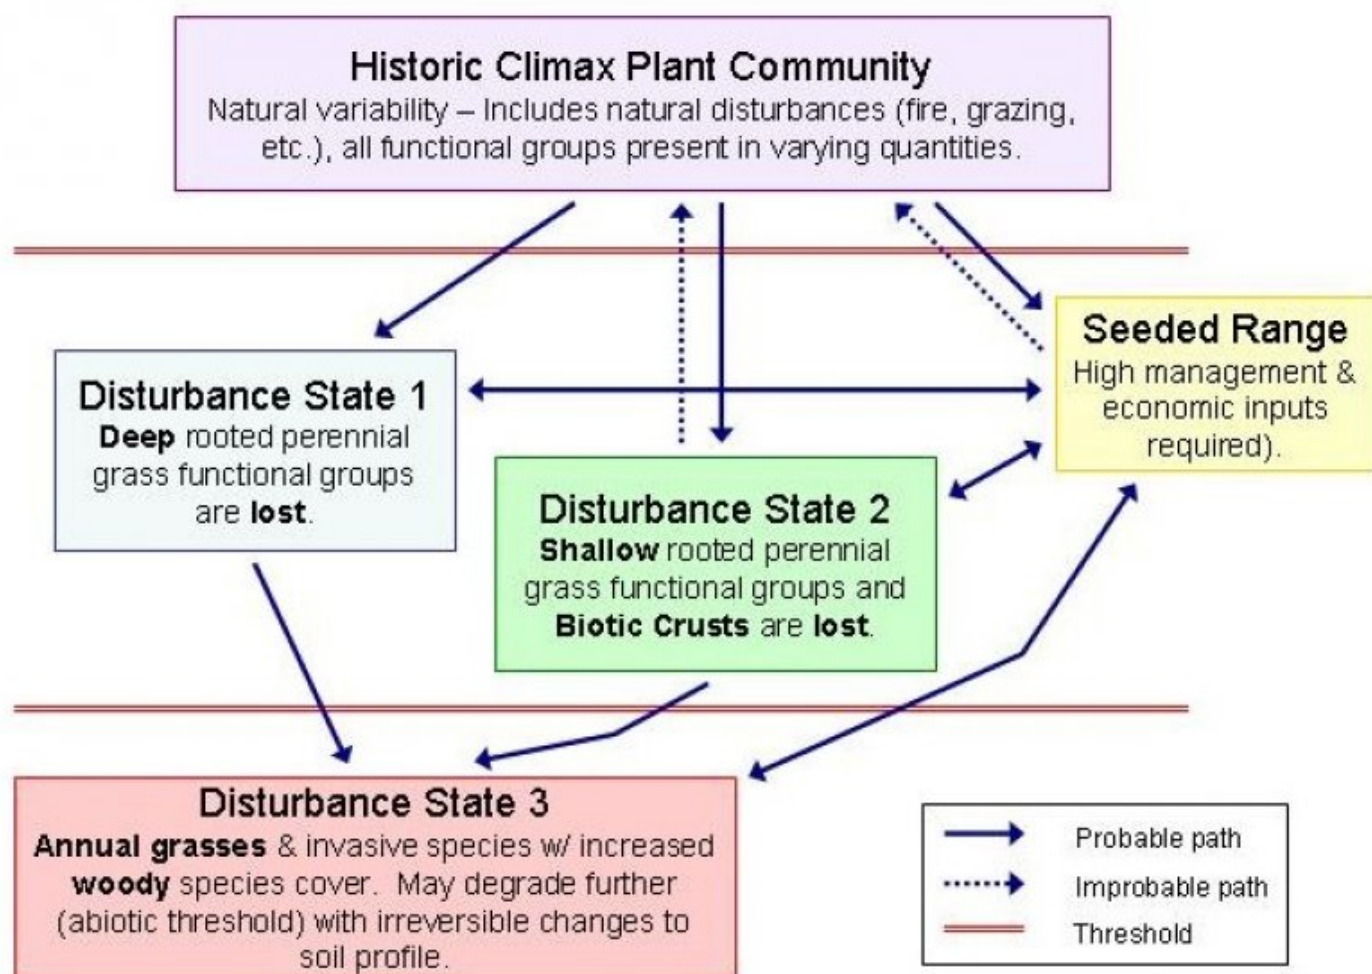 Historic Climax Plant Community
Natural variability – Includes natural disturbances (fire, grazing,
etc.), all functional groups present in varying quantities.
Seeded Range
High management &
economic inputs
required).
Disturbance State 1
Deep rooted perennial
grass functional groups
are lost.
Disturbance State 2
Shallow rooted perennial
grass functional groups and
Biotic Crusts are lost.
Disturbance State 3
Annual grasses & invasive species w/ increased
woody species cover. May degrade further
(abiotic threshold) with irreversible changes to
soil profile.
Probable path
Improbable path
Threshold